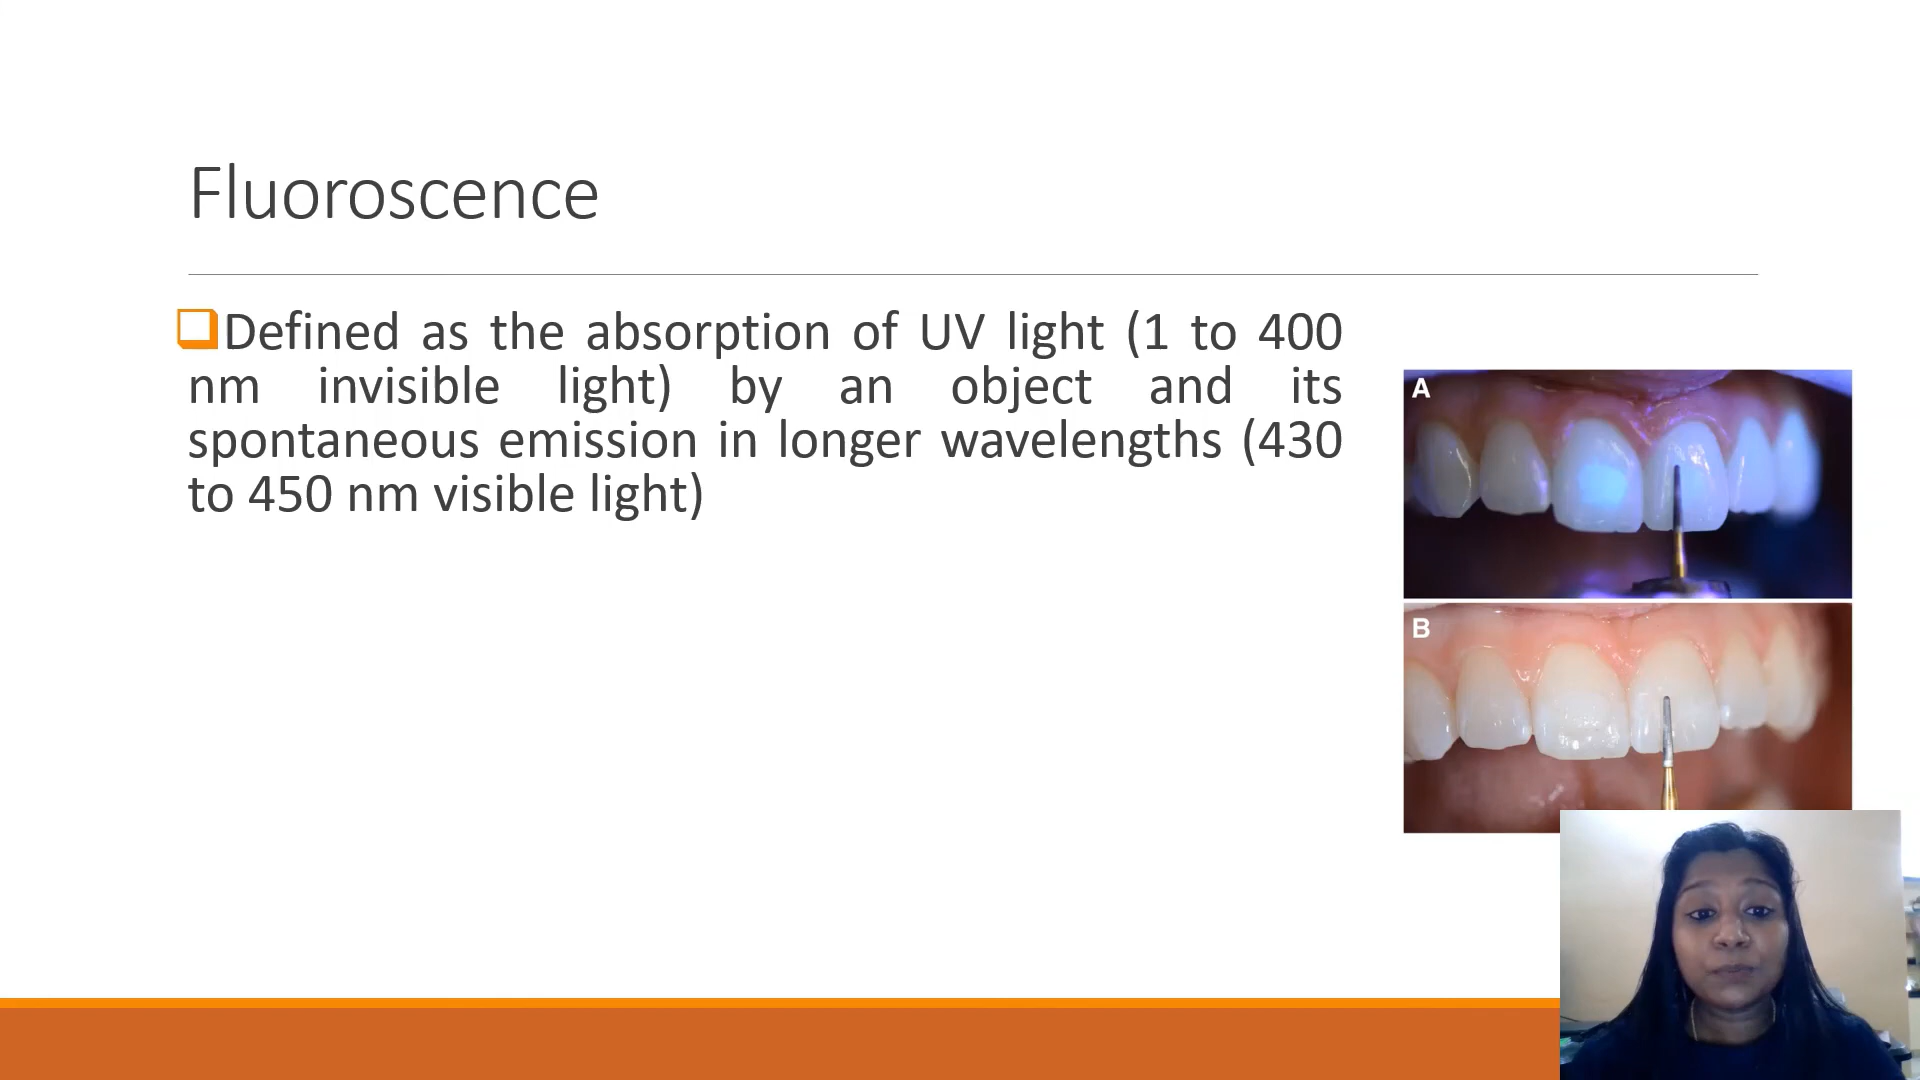 Fluoroscence
Defined as the absorption of UV light (1 to 400
nm invisible light) by an object and its
spontaneous emission in longer wavelengths (430
to 450 nm visible light)
A
B